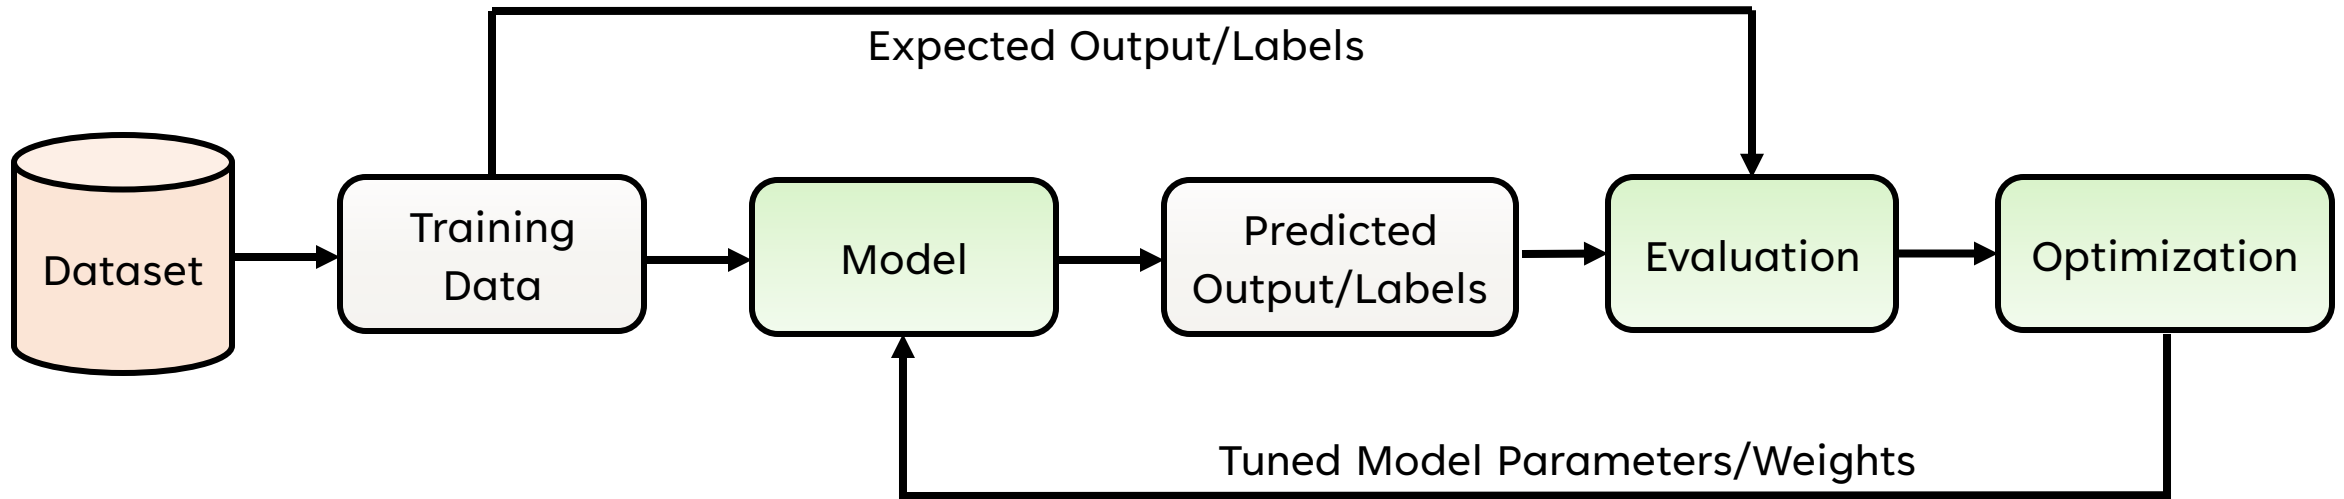 Expected Output/Labels
Dataset
Training
Data
Model
Predicted
Output/Labels
Evaluation
Optimization
Tuned Model Parameters/Weights